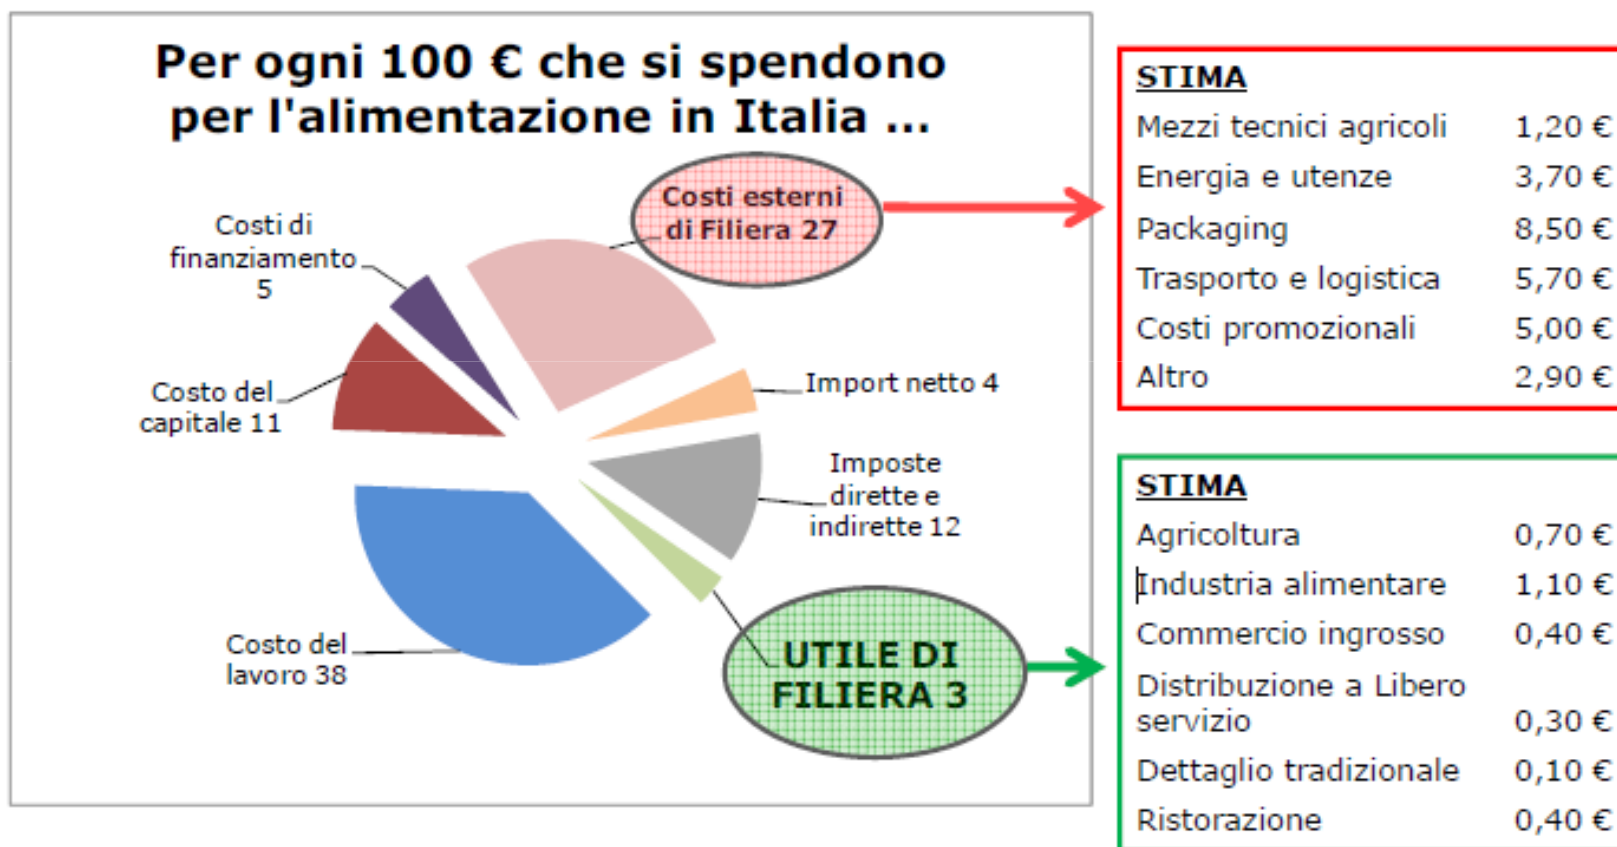 Per ogni 100 € che si spendono
per l'alimentazione in Italia ...
Costi esterni
di Filiera 27
Costi di
finanziamento
5
Costo del
capitale 11
Import netto 4
Imposte
dirette e
indirette 12
Costo del
lavoro 38
UTILE DI
FILIERA 3
STIMA
Mezzi tecnici agricoli 1,20 €
Energia e utenze 3,70 €
Packaging 8,50 €
Trasporto e logistica 5,70 €
Costi promozionali 5,00 €
Altro 2,90 €
STIMA
Agricoltura 0,70 €
Industria alimentare 1,10 €
Commercio ingrosso 0,40 €
Distribuzione a Libero
servizio 0,30 €
Dettaglio tradizionale 0,10 €
Ristorazione 0,40 €